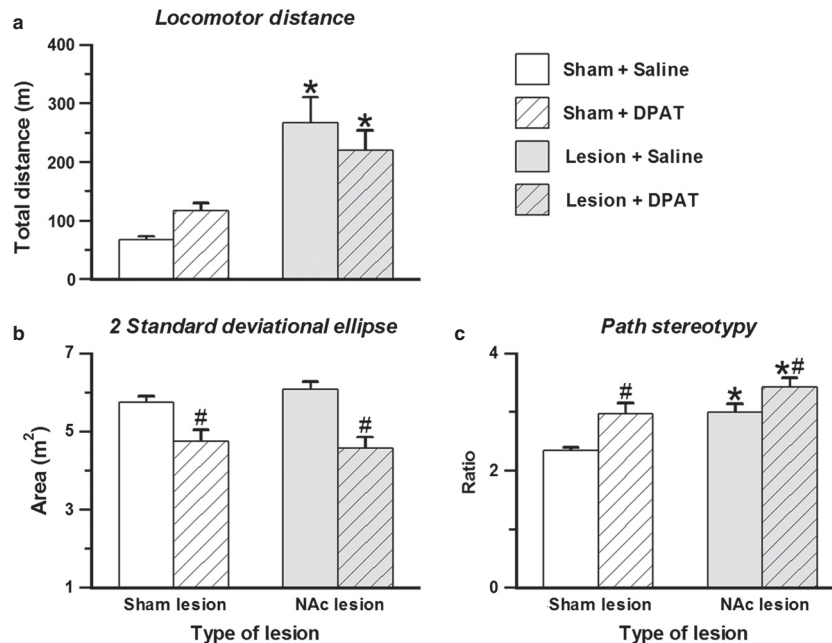 a
Locomotor distance
400
300
200
100
0
Total distance (m)
*
*
Sham + Saline
Sham + DPAT
Lesion + Saline
Lesion + DPAT
b
2 Standard deviational ellipse
7
5
3
1
Area (m²)
#
#
Sham lesion
NAc lesion
Type of lesion
c
Path stereotypy
4
2
0
Ratio
#
*
*#
Sham lesion
NAc lesion
Type of lesion